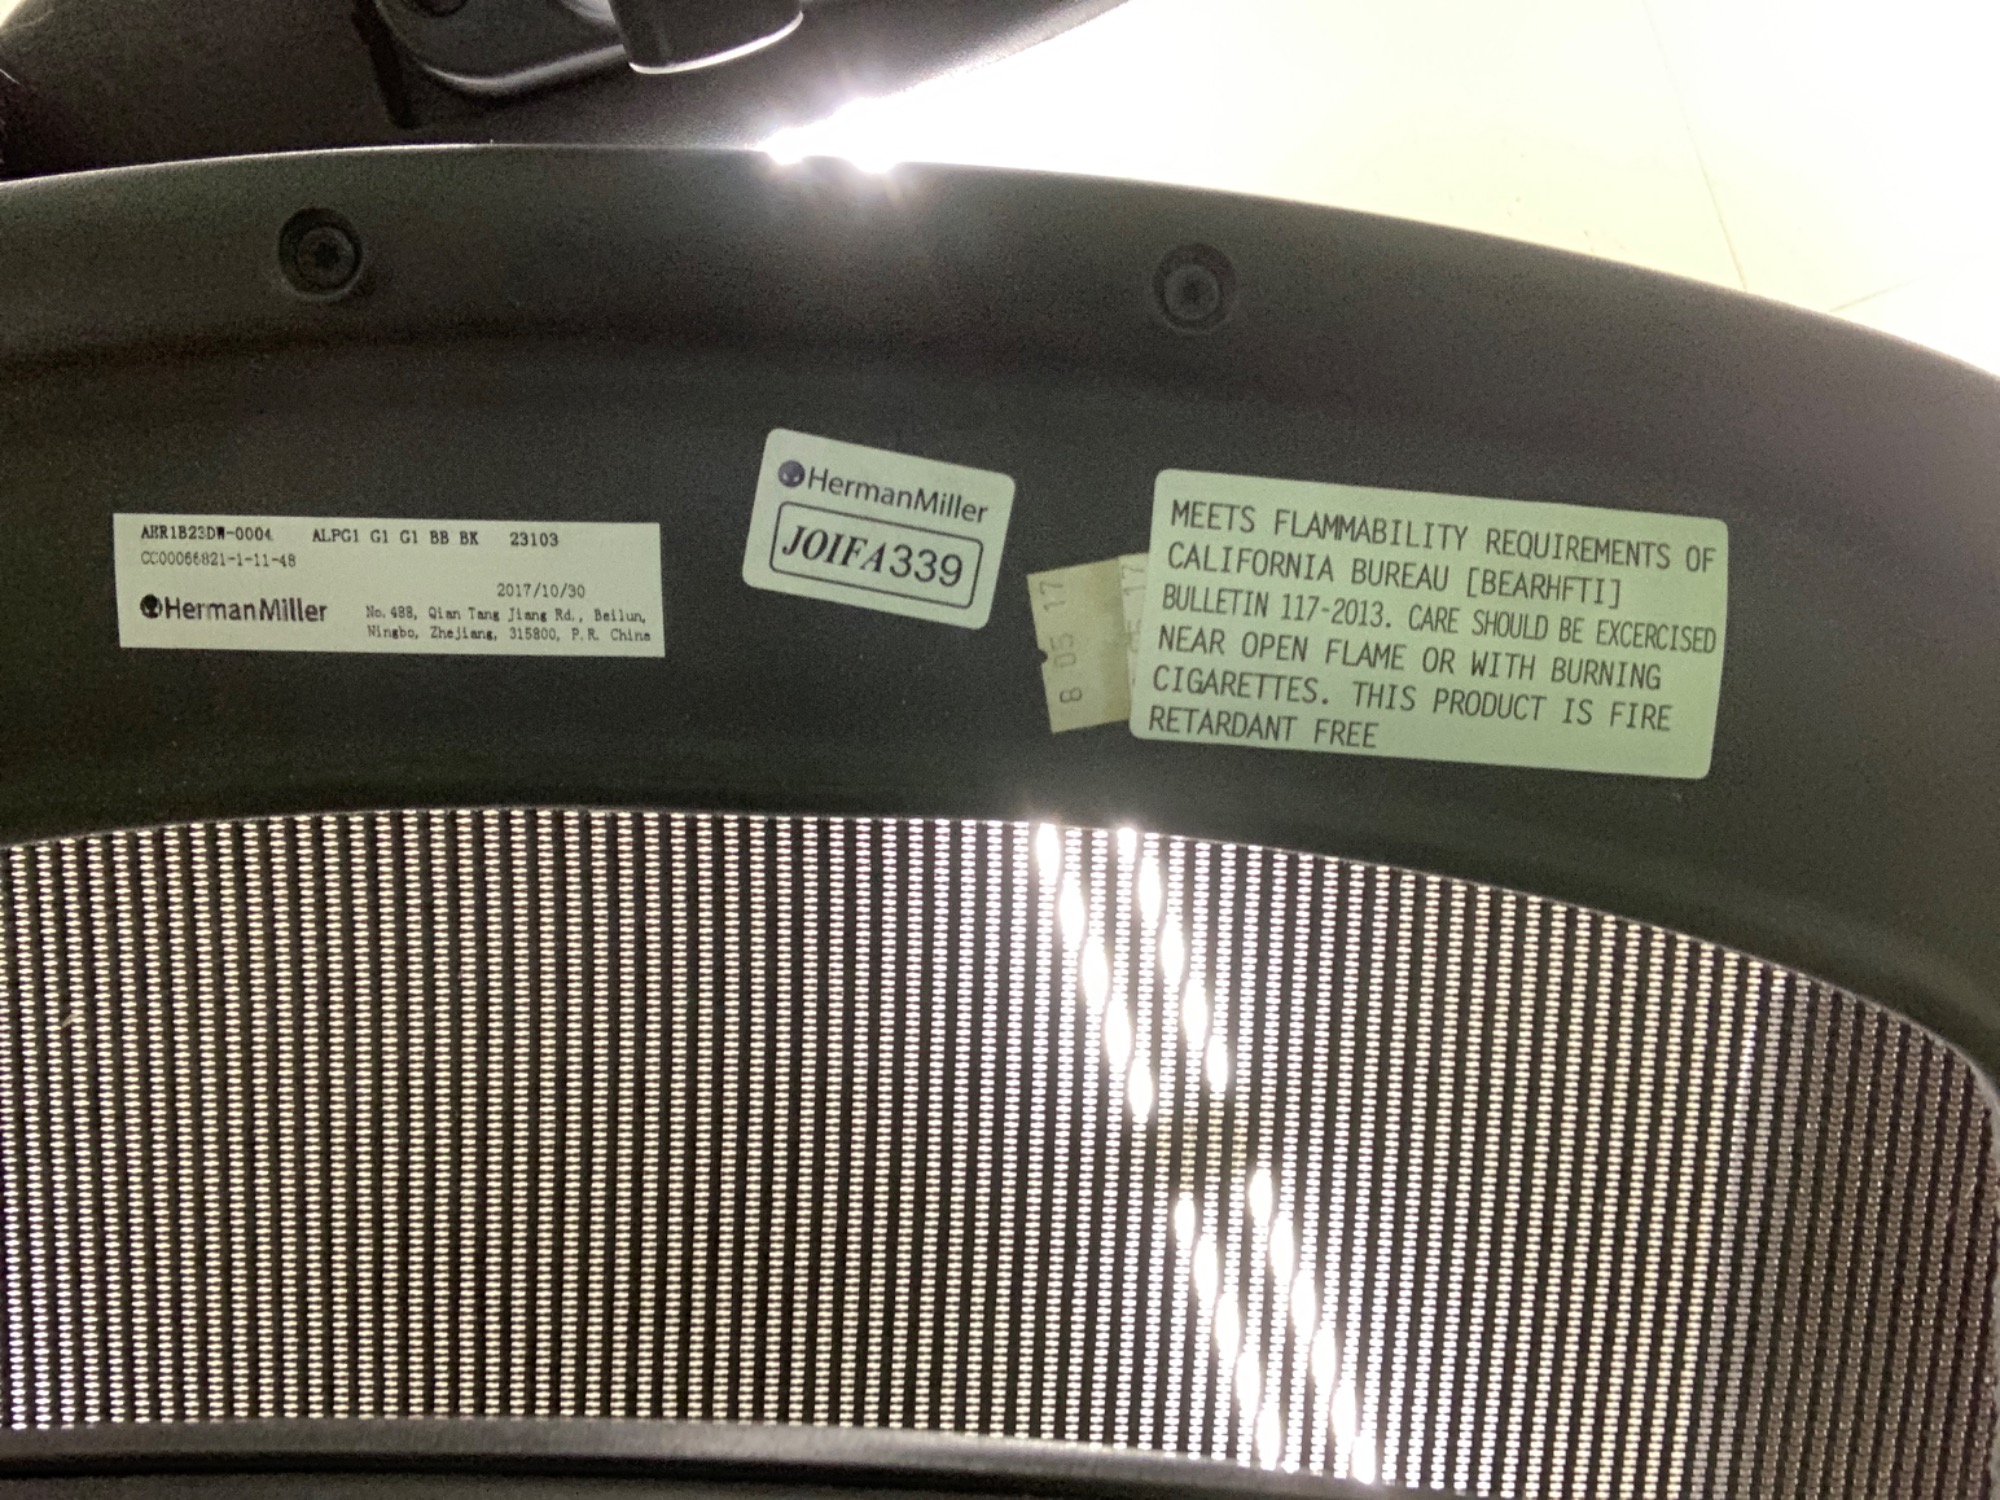 AER1B23DW-0004 ALPG1 G1 G1 BB BK 23103
CC00066821-1-11-48
2017/10/30
HermanMiller
No. 488, Qian Tang Jiang Rd., Beilun,
Ningbo, Zhejiang, 315800, P.R. China
HermanMiller
JOIFA339
8 05 17
MEETS FLAMMABILITY REQUIREMENTS OF
CALIFORNIA BUREAU [BEARHFTI]
BULLETIN 117-2013. CARE SHOULD BE EXCERCISED
NEAR OPEN FLAME OR WITH BURNING
CIGARETTES. THIS PRODUCT IS FIRE
RETARDANT FREE